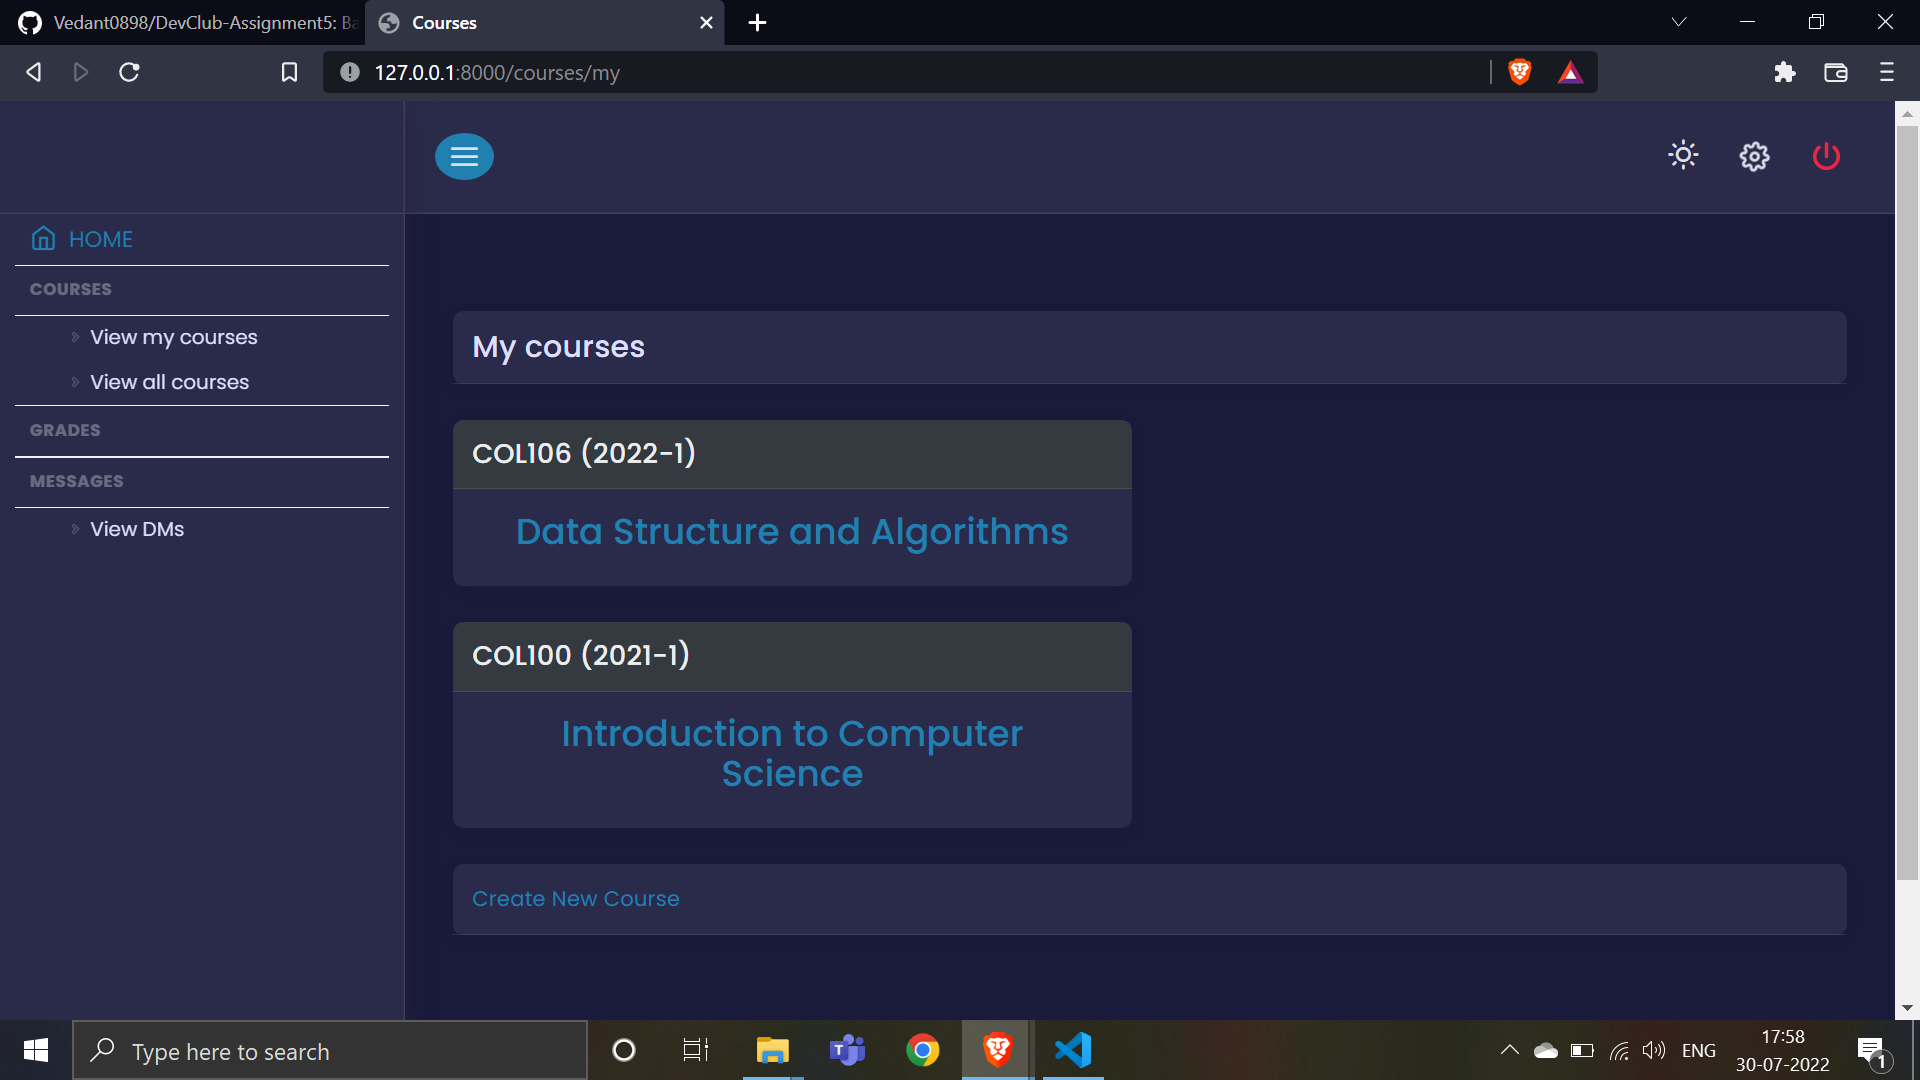 Vedant0898/DevClub-Assignment5: Ba
Courses
127.0.0.1:8000/courses/my
HOME
COURSES
View my courses
View all courses
GRADES
MESSAGES
View DMs
My courses
COL106 (2022-1)
Data Structure and Algorithms
COL100 (2021-1)
Introduction to Computer
Science
Create New Course
Type here to search
T
ENG
17:58
30-07-2022
1